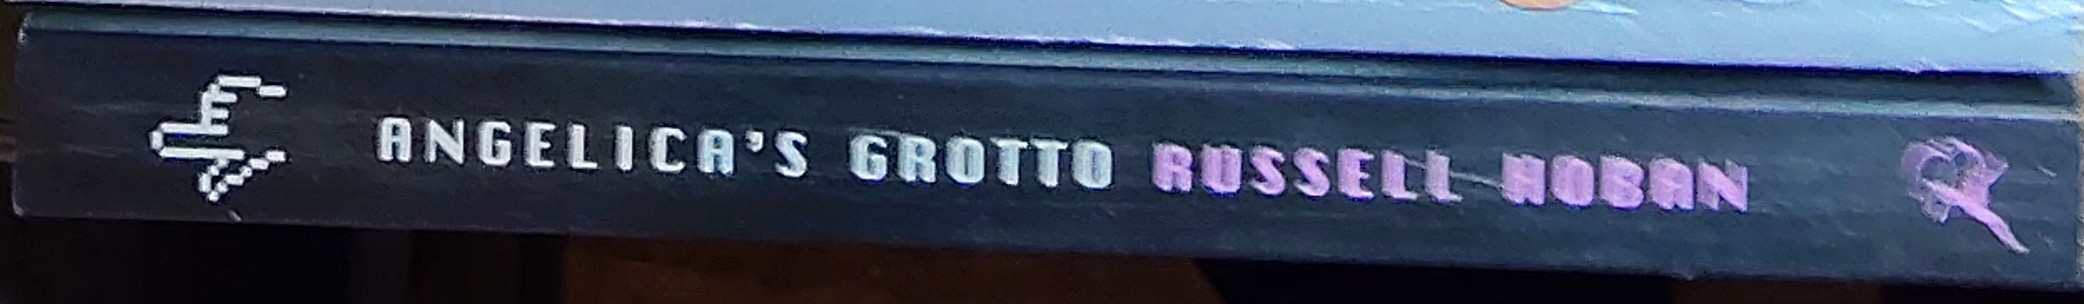 ANGELICA'S GROTTO RUSSELL HOBAN